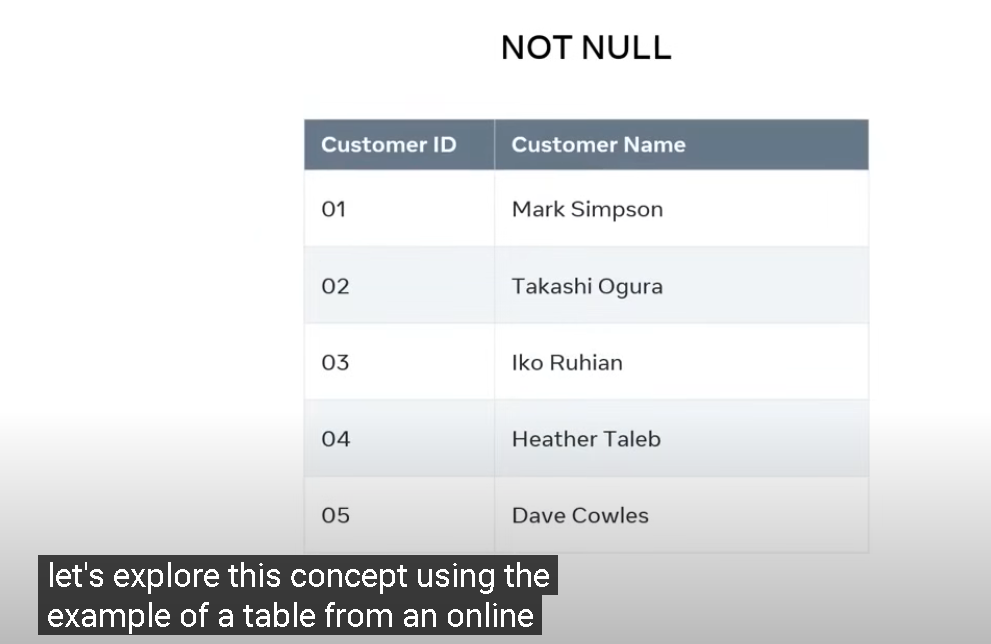 NOT NULL
Customer ID Customer Name
01 Mark Simpson
02 Takashi Ogura
03 Iko Ruhian
04 Heather Taleb
05 Dave Cowles
let's explore this concept using the
example of a table from an online